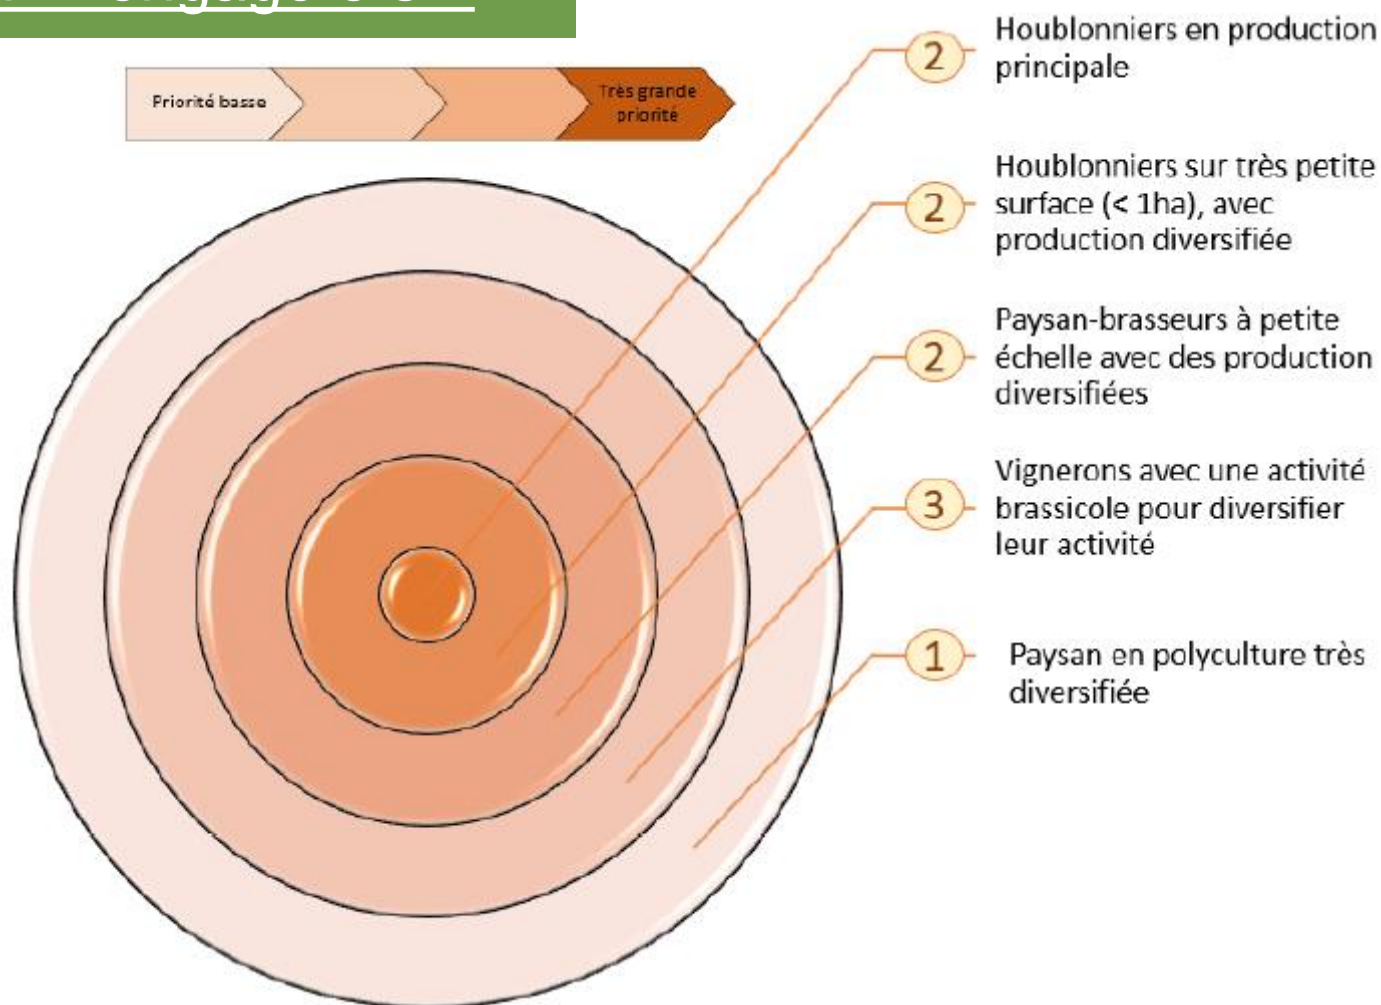 Priorité basse
Très grande
priorité
2
Houblonniers en production
principale
2
Houblonniers sur très petite
surface (< 1ha), avec
production diversifiée
2
Paysan-brasseurs à petite
échelle avec des production
diversifiées
3
Vignerons avec une activité
brassicole pour diversifier
leur activité
1
Paysan en polyculture très
diversifiée